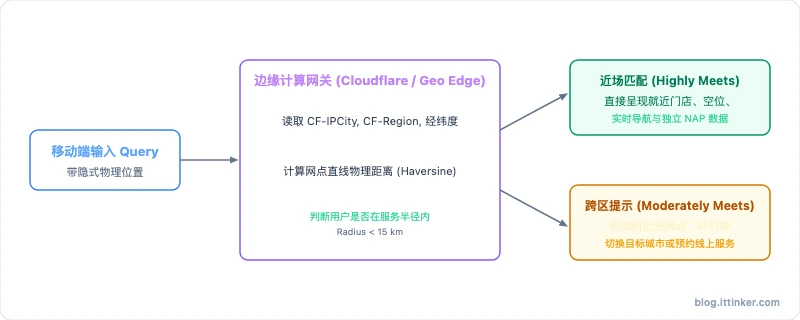 移动端输入 Query
带隐式物理位置
边缘计算网关 (Cloudflare / Geo Edge)
读取 CF-IPCity, CF-Region, 经纬度
计算网点直线物理距离 (Haversine)
判断用户是否在服务半径内
Radius < 15 km
近场匹配 (Highly Meets)
直接呈现就近门店、空位、
实时导航与独立 NAP 数据
跨区提示 (Moderately Meets)
切换目标城市或预约线上服务
blog.ittinker.com